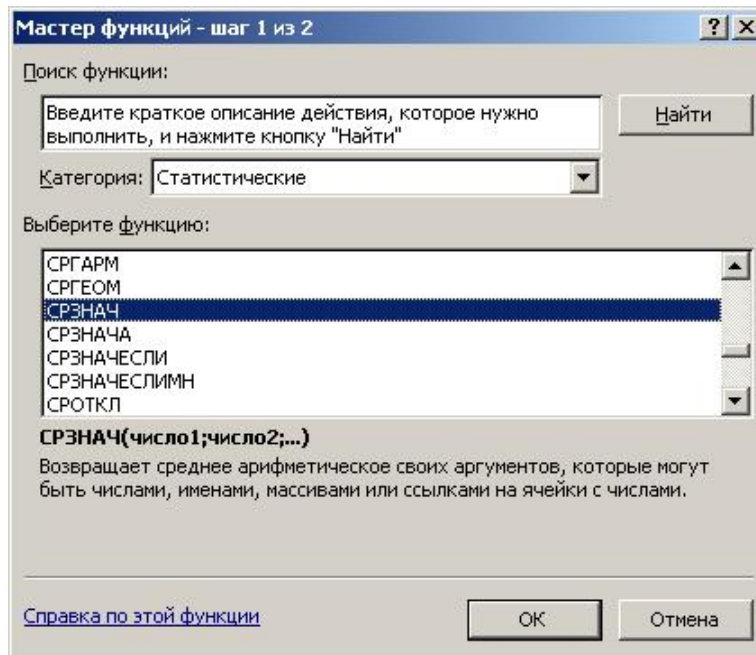 Мастер функций - шаг 1 из 2
Поиск функции:
Введите краткое описание действия, которое нужно
выполнить, и нажмите кнопку "Найти"
Найти
Категория: Статистические
Выберите функцию:
СРГАРМ
СРГЕОМ
СРЗНАЧ
СРЗНАЧА
СРЗНАЧЕСЛИ
СРЗНАЧЕСЛИМН
СРОТКЛ
СРЗНАЧ(число1;число2;...)
Возвращает среднее арифметическое своих аргументов, которые могут
быть числами, именами, массивами или ссылками на ячейки с числами.
Справка по этой функции
ОК
Отмена